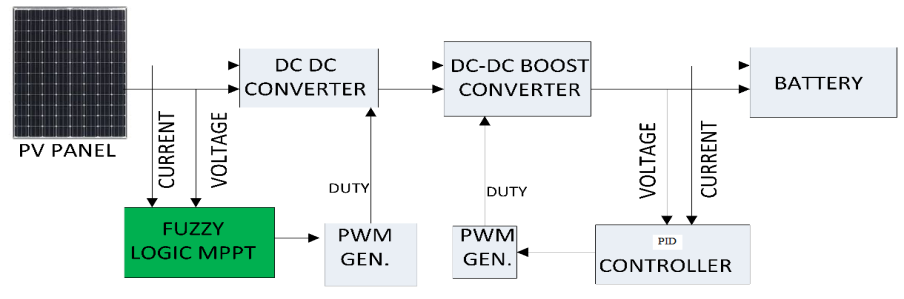 DC DC
CONVERTER
DC-DC BOOST
CONVERTER
BATTERY
PV PANEL
CURRENT
VOLTAGE
DUTY
DUTY
VOLTAGE
CURRENT
FUZZY
LOGIC MPPT
PWM
GEN.
PWM
GEN.
PID
CONTROLLER